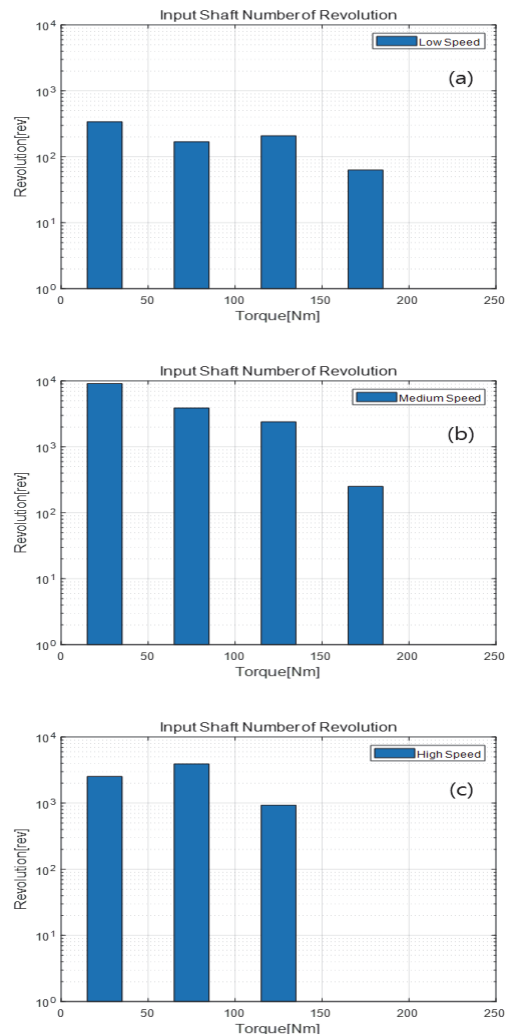 Input Shaft Number of Revolution
10^4
Low Speed
(a)
10^3
10^2
10^1
10^0
Revolution[rev]
0 50 100 150 200 250
Torque[Nm]
Input Shaft Number of Revolution
10^4
Medium Speed
(b)
10^3
10^2
10^1
10^0
Revolution[rev]
0 50 100 150 200 250
Torque[Nm]
Input Shaft Number of Revolution
10^4
High Speed
(c)
10^3
10^2
10^1
10^0
Revolution[rev]
0 50 100 150 200 250
Torque[Nm]